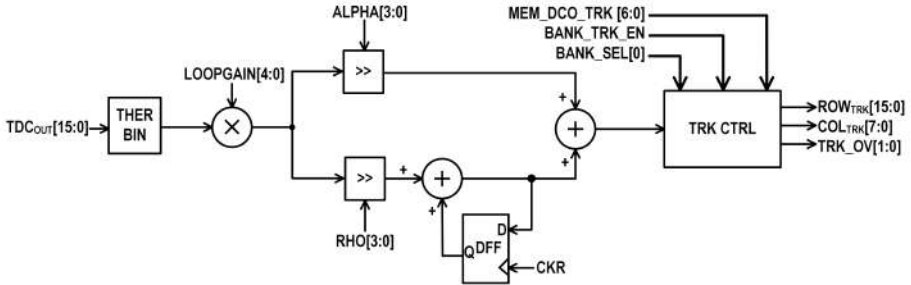 ALPHA[3:0]
MEM_DCO_TRK [6:0]
BANK_TRK_EN
BANK_SEL[0]
LOOPGAIN[4:0]
>>
TDCOUT[15:0]
THER
BIN
×
+
+
+
TRK CTRL
ROWTRK[15:0]
COLTRK[7:0]
TRK_OV[1:0]
>>
+
+
+
RHO[3:0]
D
Q
DFF
CKR